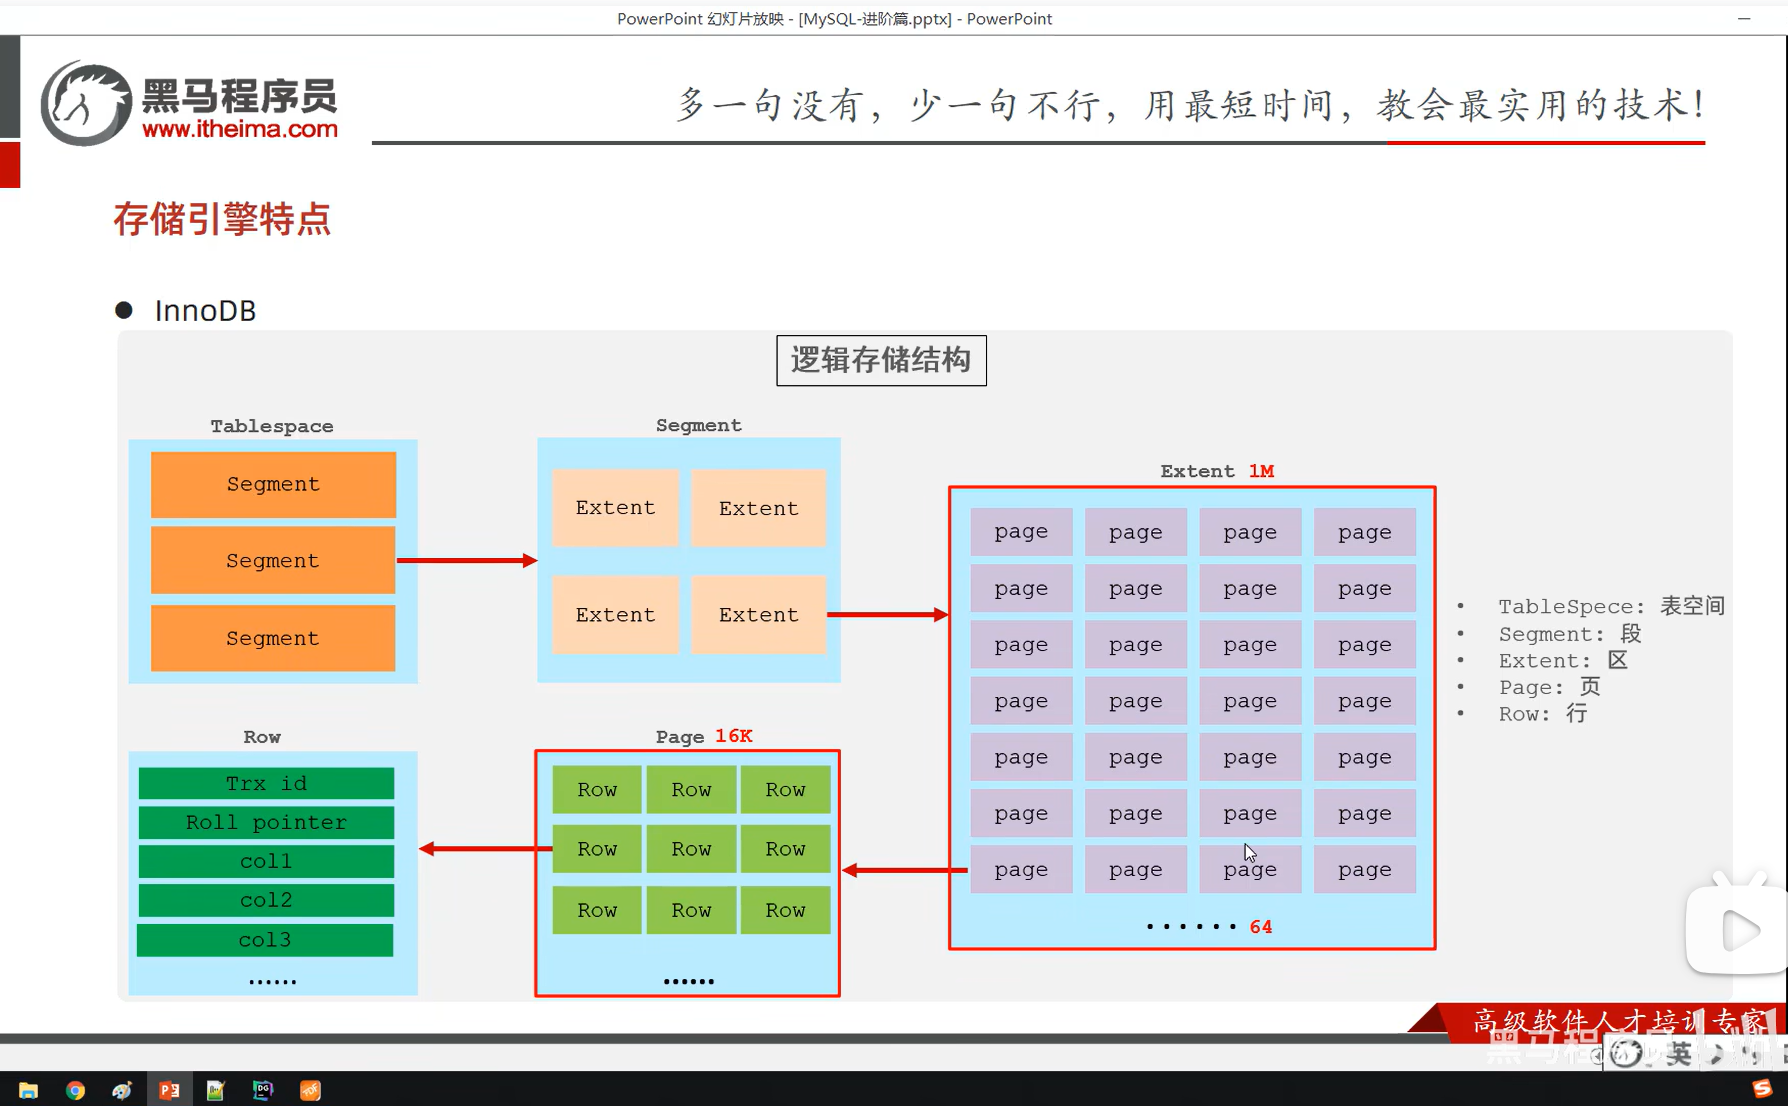 PowerPoint 幻灯片放映 - [MySQL-进阶篇.pptx] - PowerPoint
黑马程序员
www.itheima.com
多一句没有，少一句不行，用最短时间，教会最实用的技术！
存储引擎特点
● InnoDB
逻辑存储结构
Tablespace
Segment
Segment
Segment
Segment
Extent Extent
Extent Extent
Extent 1M
page page page page
page page page page
page page page page
page page page page
page page page page
page page page page
page page page page
······ 64
• TableSpece: 表空间
• Segment: 段
• Extent: 区
• Page: 页
• Row: 行
Row
Trx id
Roll pointer
col1
col2
col3
······
Page 16K
Row Row Row
Row Row Row
Row Row Row
······
高级软件人才培训专家
英